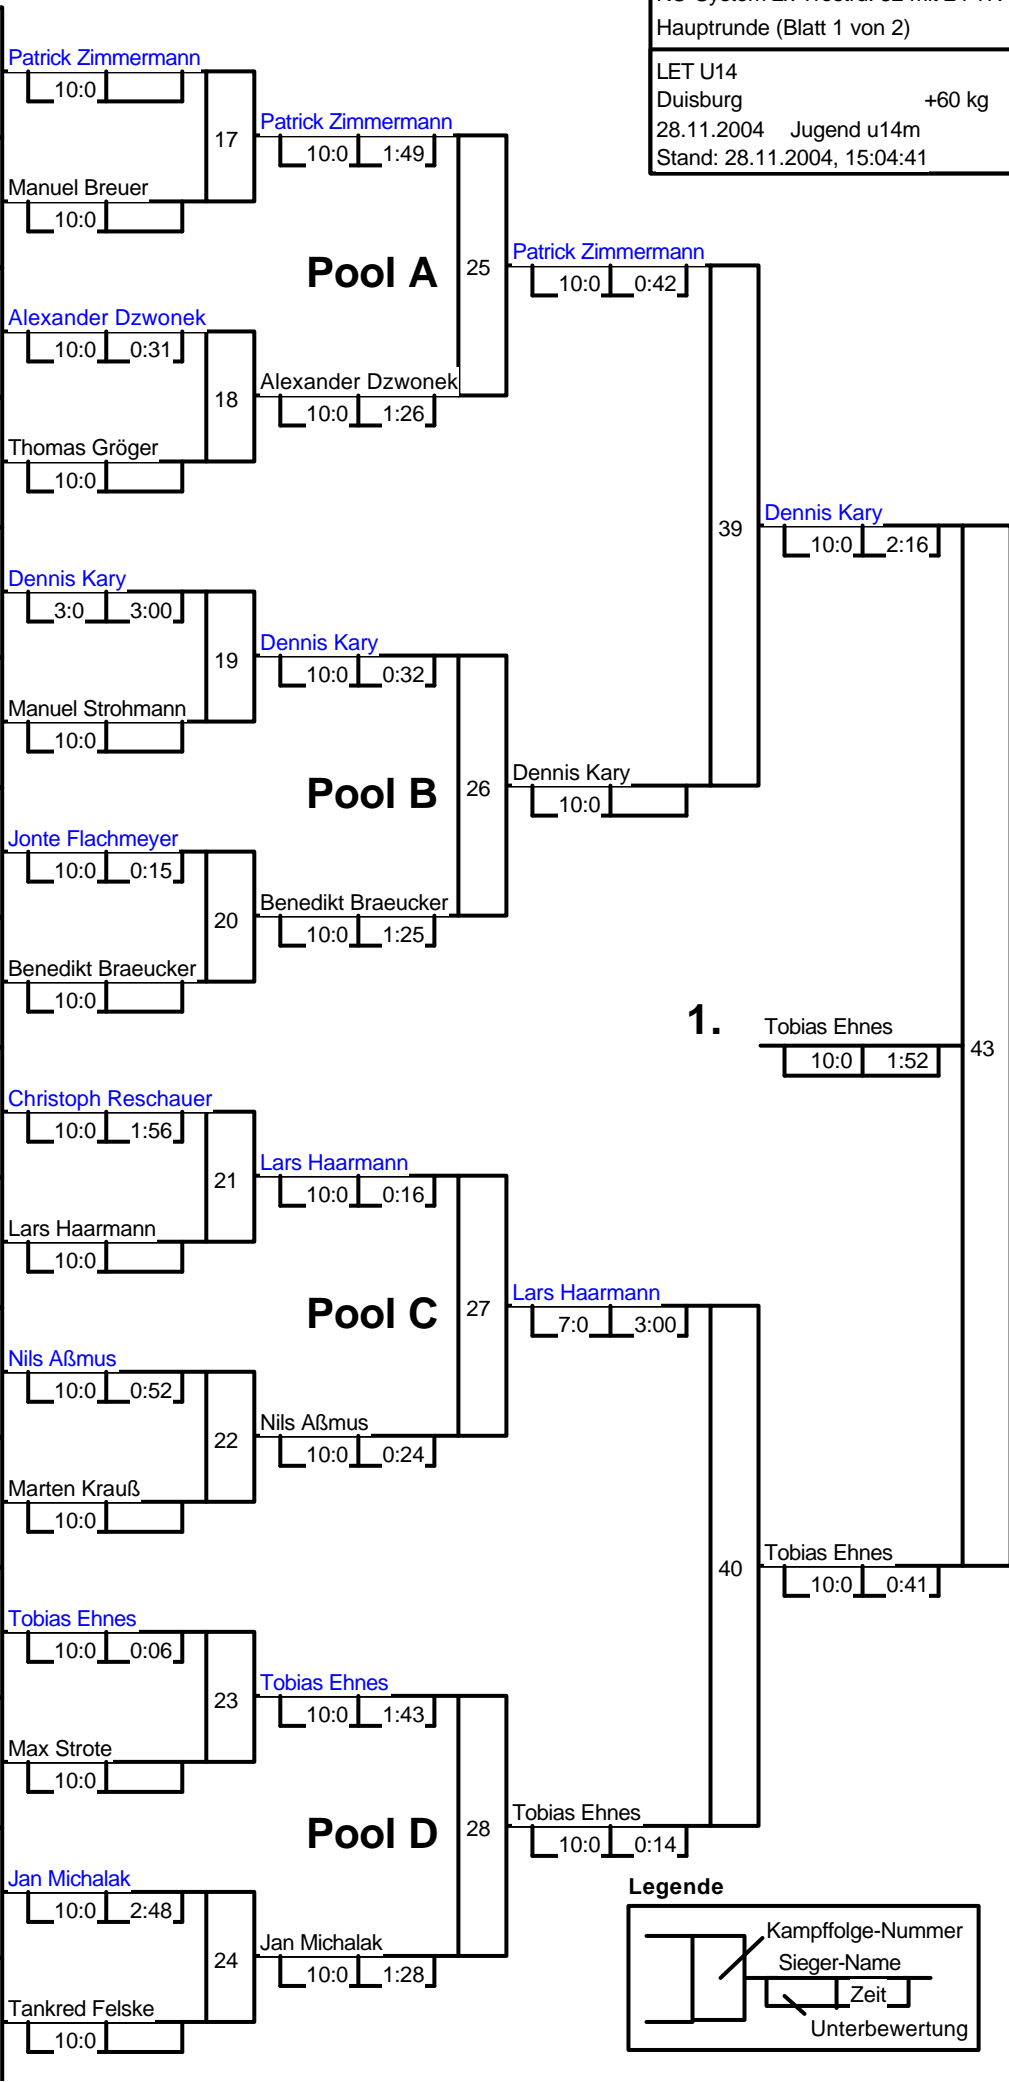 Hauptrunde (Blatt 1 von 2)
LET U14
Duisburg +60 kg
28.11.2004 Jugend u14m
Stand: 28.11.2004, 15:04:41
Patrick Zimmermann
10:0
17
Manuel Breuer
10:0
Patrick Zimmermann
10:0 1:49
Pool A
25
Alexander Dzwonek
10:0 0:31
18
Thomas Gröger
10:0
Alexander Dzwonek
10:0 1:26
Patrick Zimmermann
10:0 0:42
39
Dennis Kary
3:0 3:00
19
Manuel Strohmann
10:0
Dennis Kary
10:0 0:32
Pool B
26
Jonte Flachmeyer
10:0 0:15
20
Benedikt Braeucker
10:0
Benedikt Braeucker
10:0 1:25
Dennis Kary
10:0
Dennis Kary
10:0 2:16
1.
Tobias Ehnes
10:0 1:52
43
Christoph Reschauer
10:0 1:56
21
Lars Haarmann
10:0
Lars Haarmann
10:0 0:16
Pool C
27
Nils Aßmus
10:0 0:52
22
Marten Krauß
10:0
Nils Aßmus
10:0 0:24
Lars Haarmann
7:0 3:00
40
Tobias Ehnes
10:0 0:41
Tobias Ehnes
10:0 0:06
23
Max Strote
10:0
Tobias Ehnes
10:0 1:43
Pool D
28
Jan Michalak
10:0 2:48
24
Tankred Felske
10:0
Jan Michalak
10:0 1:28
Tobias Ehnes
10:0 0:14
Legende
Kampffolge-Nummer
Sieger-Name
Zeit
Unterbewertung